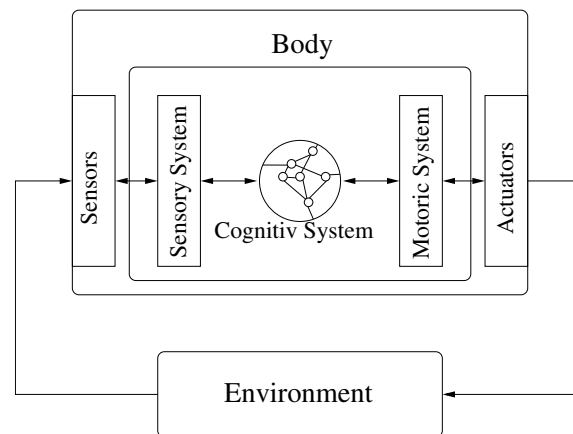 Body
Sensors
Sensory System
Cognitiv System
Motoric System
Actuators
Environment